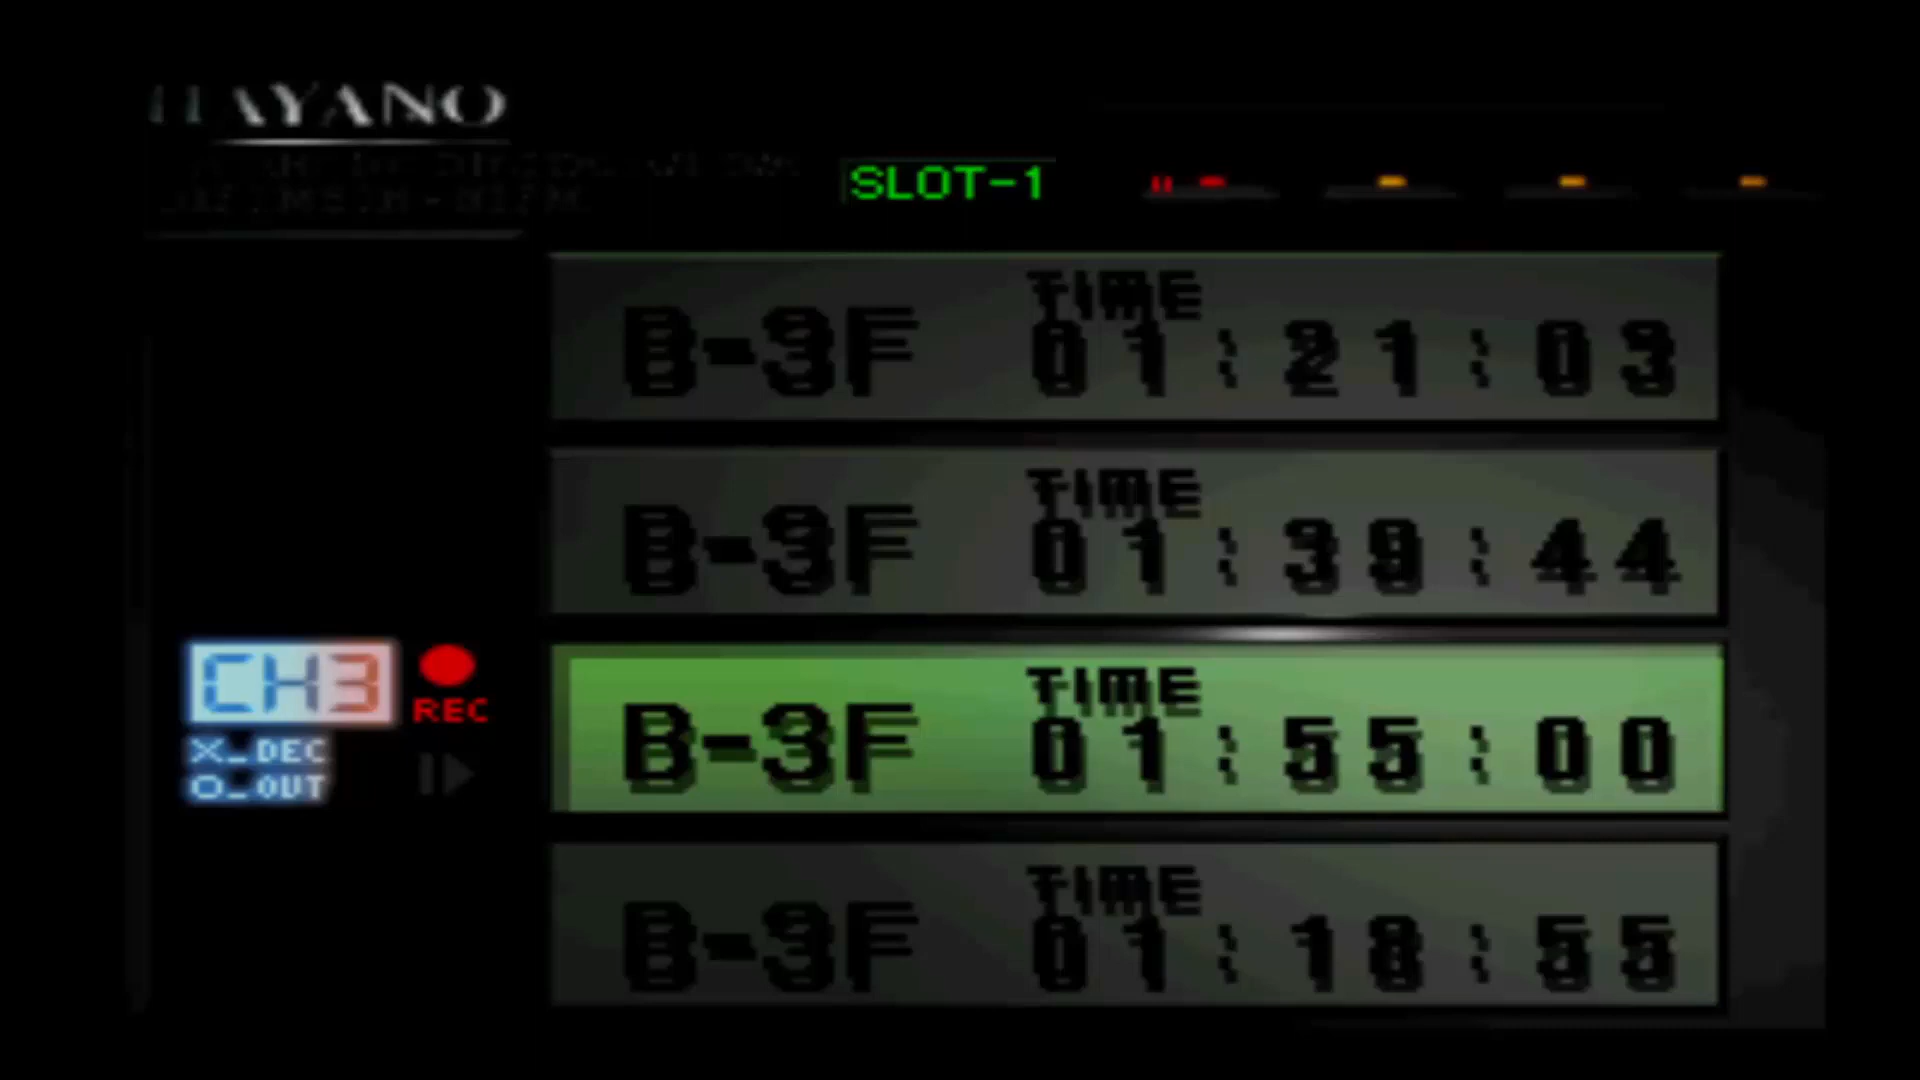 HAYANO
SLOT-1
TIME
B-3F 01:21:03
TIME
B-3F 01:39:44
CH3
REC
TIME
B-3F 01:55:00
X_DEC
O_OUT
TIME
B-3F 01:18:55